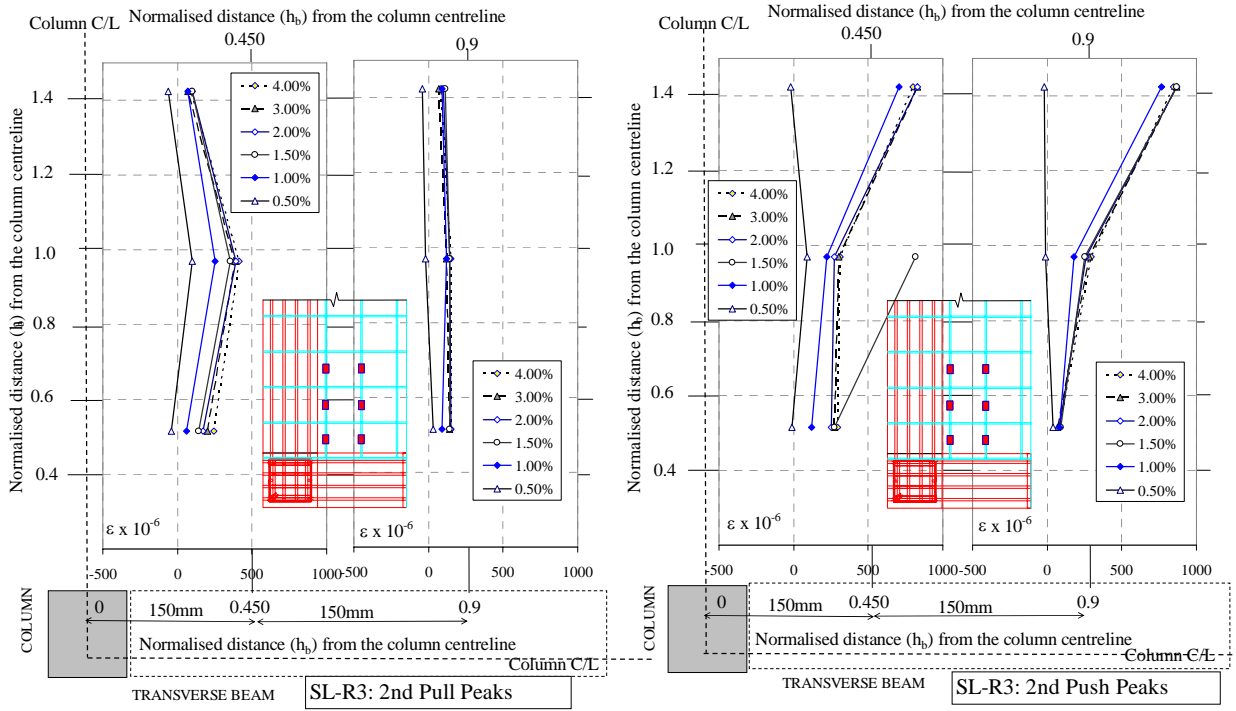 Normalised distance (hb) from the column centreline
Column C/L
0.450
0.9
Normalised distance (hb) from the column centreline
1.4
1.2
1.0
0.8
0.6
0.4
4.00%
3.00%
2.00%
1.50%
1.00%
0.50%
4.00%
3.00%
2.00%
1.50%
1.00%
0.50%
ε x 10-6
-500 0 500 1000 -500 0 500 1000
COLUMN
0 150mm 0.450 150mm 0.9
Normalised distance (hb) from the column centreline
Column C/L
TRANSVERSE BEAM
SL-R3: 2nd Pull Peaks
Normalised distance (hb) from the column centreline
Column C/L
0.450
0.9
Normalised distance (hb) from the column centreline
1.4
1.2
1.0
0.8
0.6
0.4
4.00%
3.00%
2.00%
1.50%
1.00%
0.50%
4.00%
3.00%
2.00%
1.50%
1.00%
0.50%
ε x 10-6
-500 0 500 1000 -500 0 500 1000
COLUMN
0 150mm 0.450 150mm 0.9
Normalised distance (hb) from the column centreline
Column C/L
TRANSVERSE BEAM
SL-R3: 2nd Push Peaks